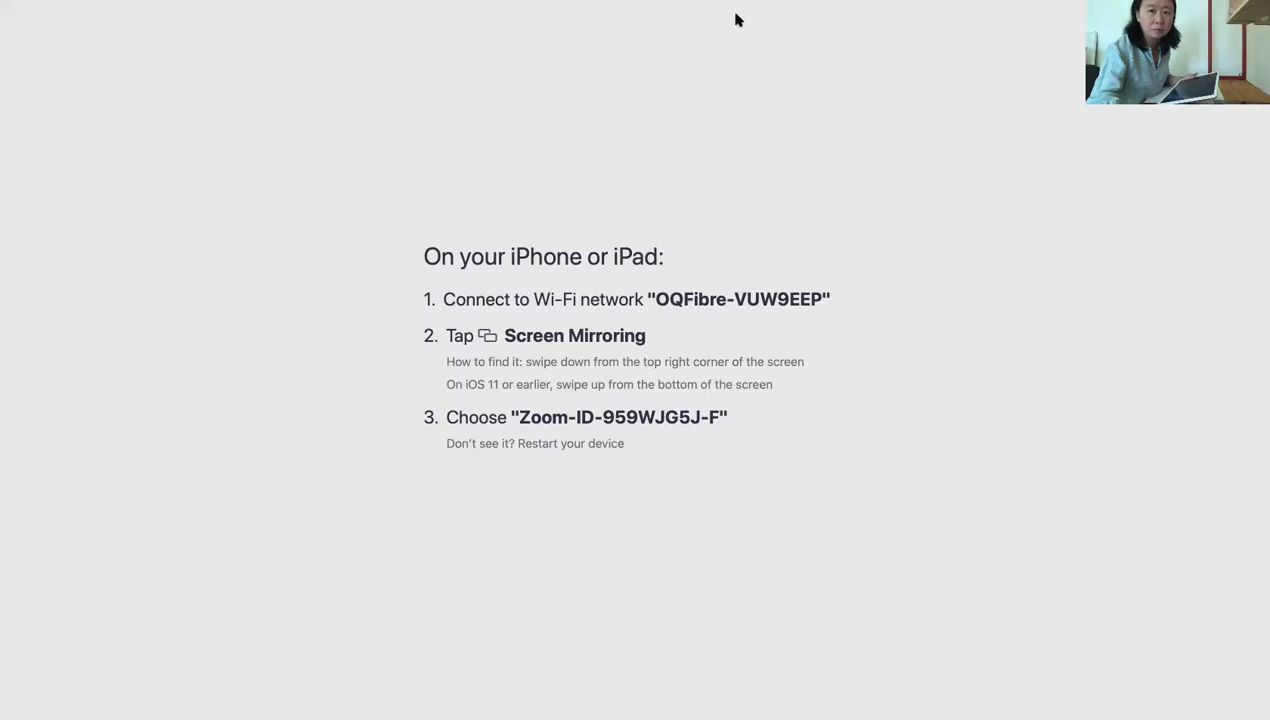 On your iPhone or iPad:
1. Connect to Wi-Fi network "OQFibre-VUW9EEP"
2. Tap Screen Mirroring
How to find it: swipe down from the top right corner of the screen
On iOS 11 or earlier, swipe up from the bottom of the screen
3. Choose "Zoom-ID-959WJG5J-F"
Don't see it? Restart your device